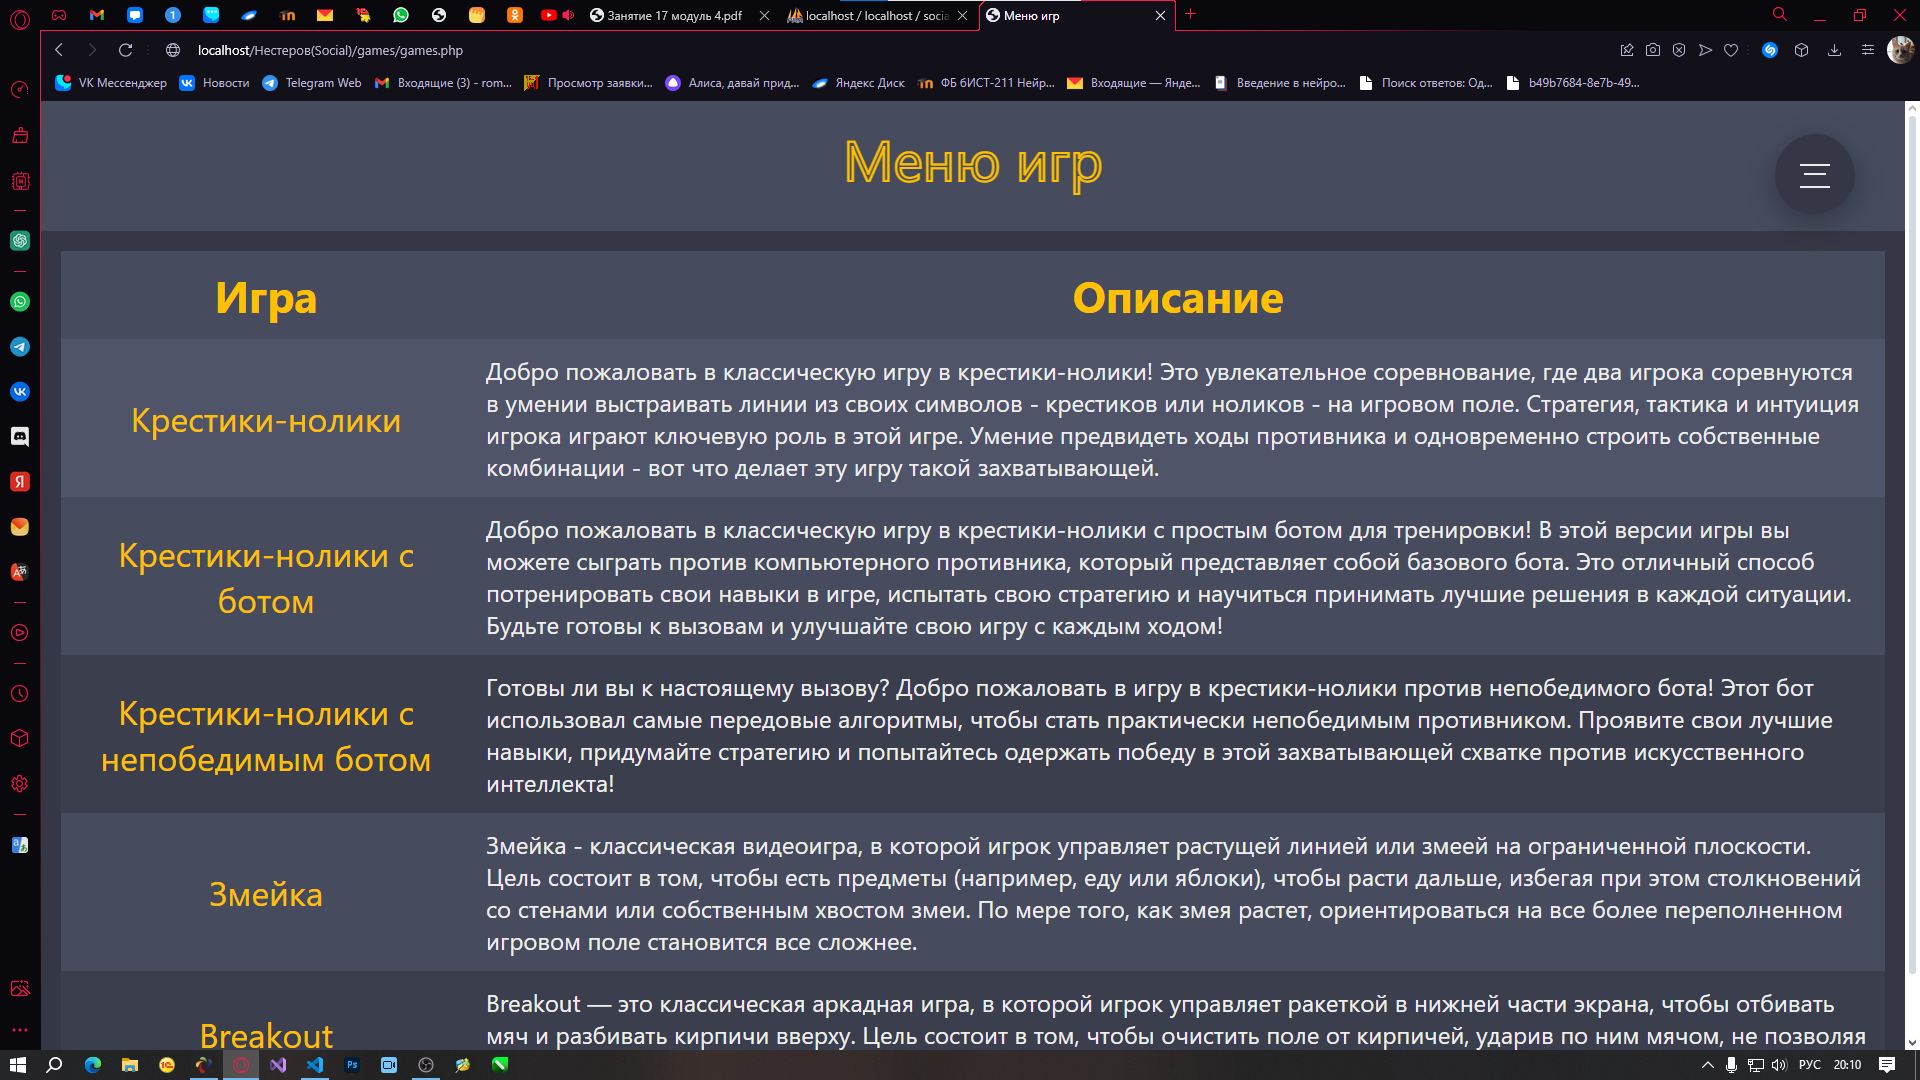 Занятие 17 модуль 4.pdf
localhost / localhost / socia
Меню игр
localhost/Нестеров(Social)/games/games.php
VK Мессенджер
Новости
Telegram Web
Входящие (3) - rom...
Просмотр заявки...
Алиса, давай прид...
Яндекс Диск
ФБ бИСТ-211 Нейр...
Входящие — Янде...
Введение в нейро...
Поиск ответов: Од...
b49b7684-8e7b-49...
Меню игр
Игра
Описание
Крестики-нолики
Добро пожаловать в классическую игру в крестики-нолики! Это увлекательное соревнование, где два игрока соревнуются
в умении выстраивать линии из своих символов - крестиков или ноликов - на игровом поле. Стратегия, тактика и интуиция
игрока играют ключевую роль в этой игре. Умение предвидеть ходы противника и одновременно строить собственные
комбинации - вот что делает эту игру такой захватывающей.
Крестики-нолики с
ботом
Добро пожаловать в классическую игру в крестики-нолики с простым ботом для тренировки! В этой версии игры вы
можете сыграть против компьютерного противника, который представляет собой базового бота. Это отличный способ
потренировать свои навыки в игре, испытать свою стратегию и научиться принимать лучшие решения в каждой ситуации.
Будьте готовы к вызовам и улучшайте свою игру с каждым ходом!
Крестики-нолики с
непобедимым ботом
Готовы ли вы к настоящему вызову? Добро пожаловать в игру в крестики-нолики против непобедимого бота! Этот бот
использовал самые передовые алгоритмы, чтобы стать практически непобедимым противником. Проявите свои лучшие
навыки, придумайте стратегию и попытайтесь одержать победу в этой захватывающей схватке против искусственного
интеллекта!
Змейка
Змейка - классическая видеоигра, в которой игрок управляет растущей линией или змеей на ограниченной плоскости.
Цель состоит в том, чтобы есть предметы (например, еду или яблоки), чтобы расти дальше, избегая при этом столкновений
со стенами или собственным хвостом змеи. По мере того, как змея растет, ориентироваться на все более переполненном
игровом поле становится все сложнее.
Breakout
Breakout — это классическая аркадная игра, в которой игрок управляет ракеткой в нижней части экрана, чтобы отбивать
мяч и разбивать кирпичи вверху. Цель состоит в том, чтобы очистить поле от кирпичей, ударив по ним мячом, не позволяя
РУС
20:10